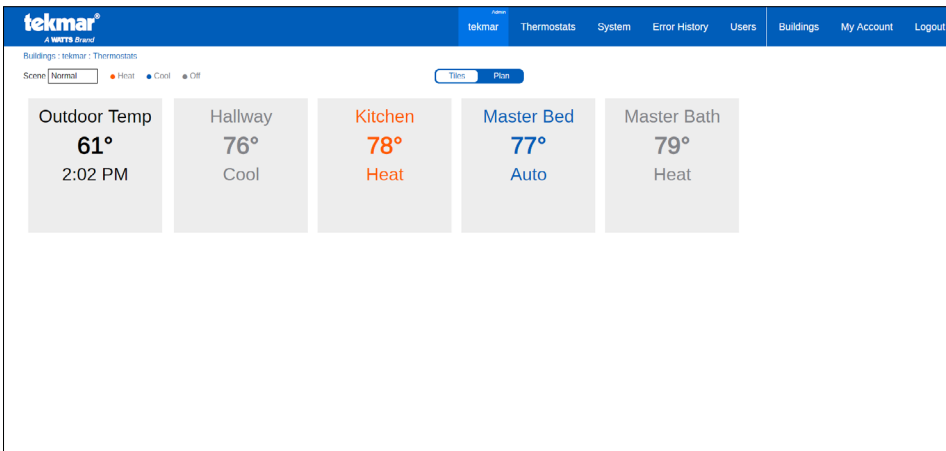 tekmar®
A WATTS Brand
Admin
tekmar Thermostats System Error History Users Buildings My Account Logout
Buildings : tekmar : Thermostats
Scene Normal Heat Cool Off Tiles Plan
Outdoor Temp
61°
2:02 PM
Hallway
76°
Cool
Kitchen
78°
Heat
Master Bed
77°
Auto
Master Bath
79°
Heat